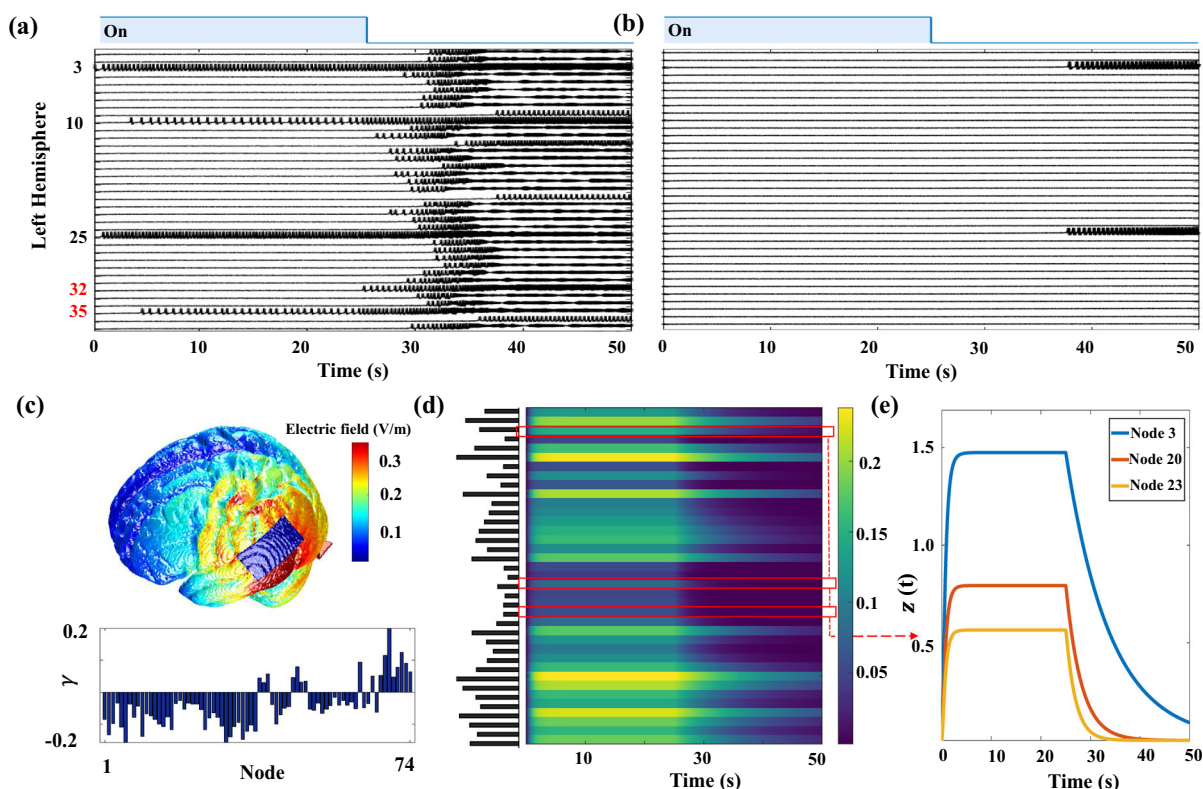 (a)
On
3
10
25
32
35
Left Hemisphere
0 10 20 30 40 50
Time (s)
(b)
On
0 10 20 30 40 50
Time (s)
(c)
Electric field (V/m)
0.3
0.2
0.1
0.2
γ
-0.2
1 74
Node
(d)
0.2
0.15
0.1
0.05
10 30 50
Time (s)
(e)
1.5
1.0
0.5
z (t)
Node 3
Node 20
Node 23
0 10 20 30 40 50
Time (s)